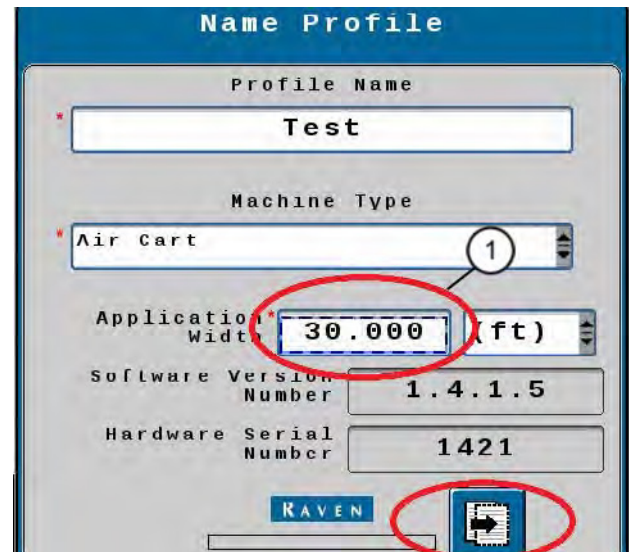 Name Profile
Profile Name
*
Test
Machine Type
*
Air Cart
1
Application*
Width
30.000
(ft)
Software Version
Number
1.4.1.5
Hardware Serial
Number
1421
RAVEN